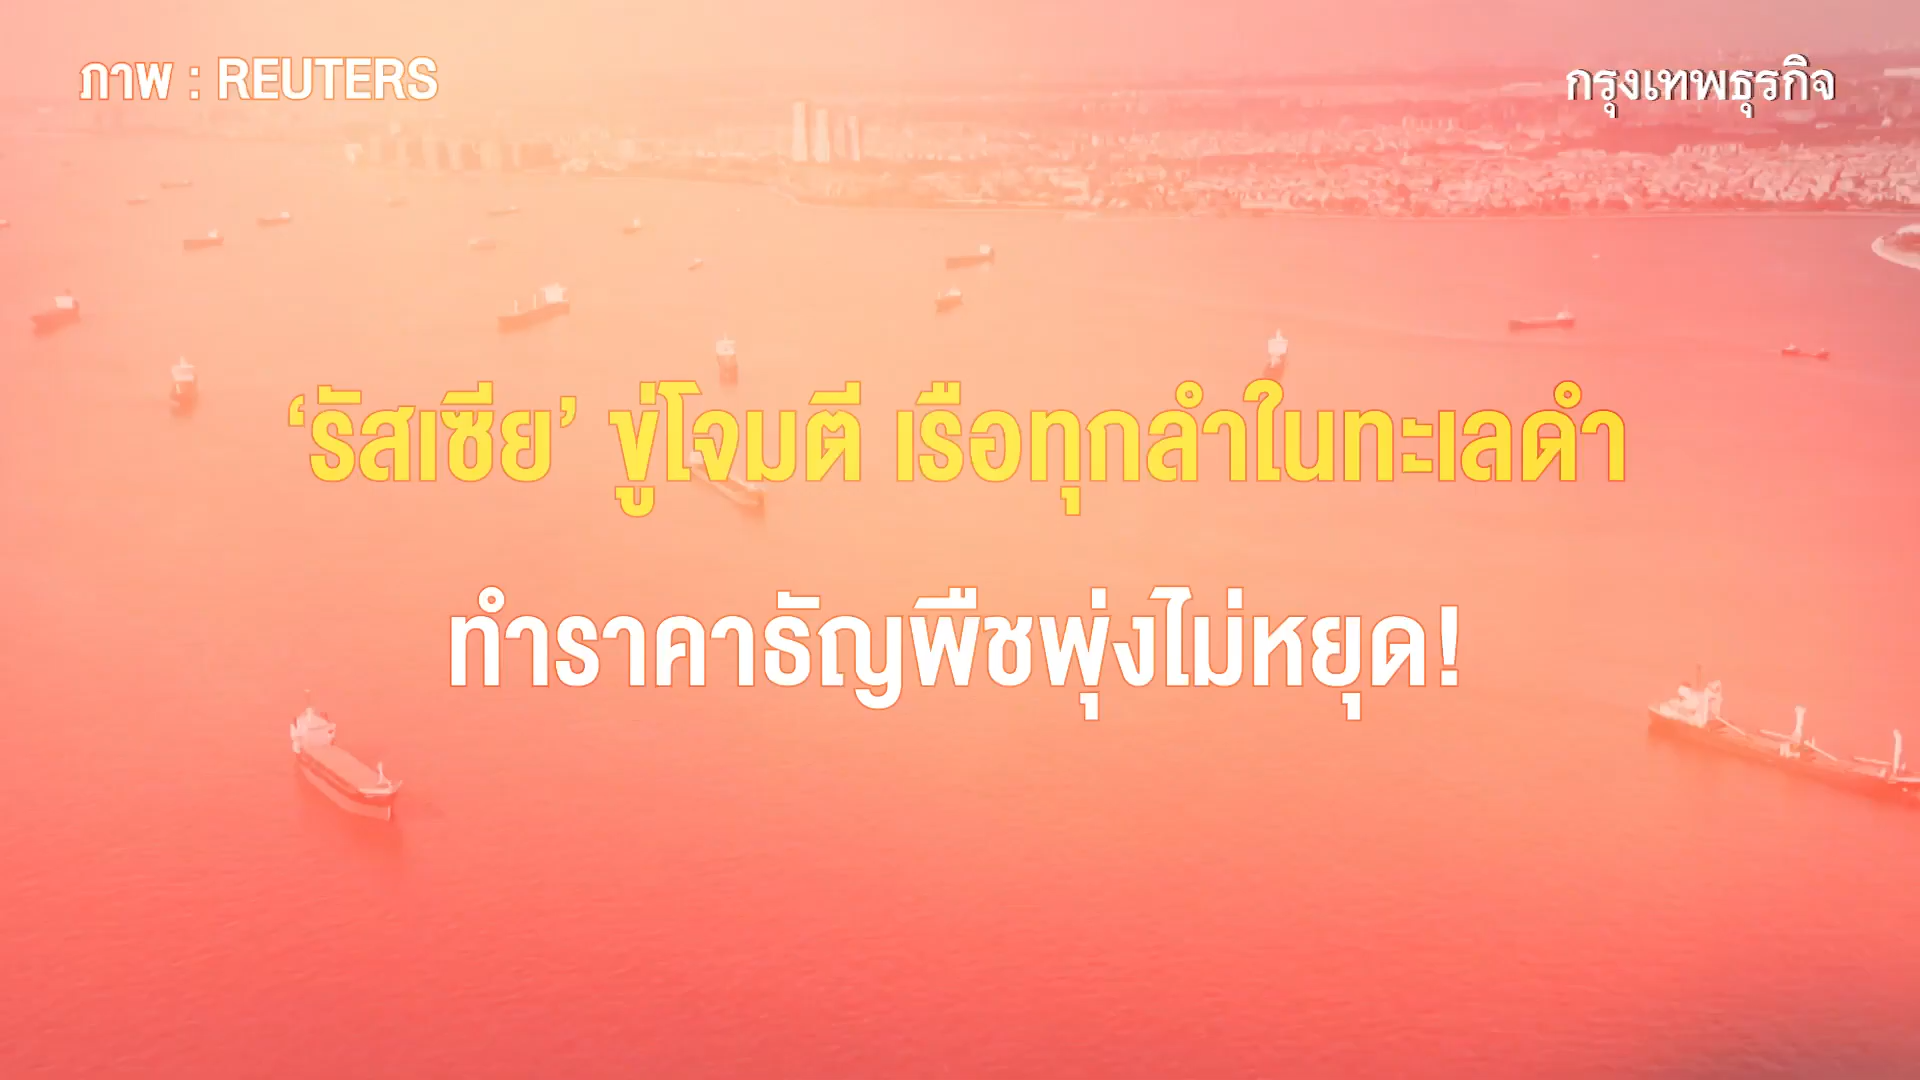 ภาพ : REUTERS
กรุงเทพธุรกิจ
‘รัสเซีย’ ขู่โจมตี เรือทุกลำในทะเลดำ
ทำราคาธัญพืชพุ่งไม่หยุด!